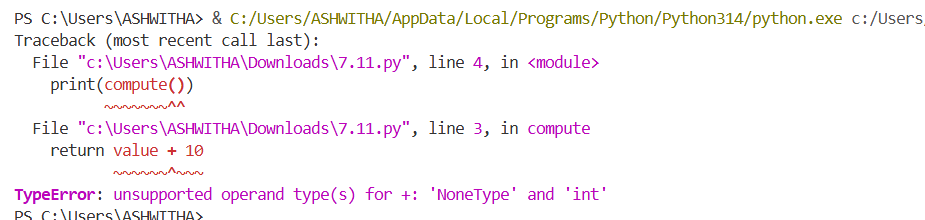 PS C:\Users\ASHWITHA> & C:/Users/ASHWITHA/AppData/Local/Programs/Python/Python314/python.exe c:/Users/
Traceback (most recent call last):
  File "c:\Users\ASHWITHA\Downloads\7.11.py", line 4, in <module>
    print(compute())
          ~~~~~~~^^
  File "c:\Users\ASHWITHA\Downloads\7.11.py", line 3, in compute
    return value + 10
           ~~~~~~^~~~
TypeError: unsupported operand type(s) for +: 'NoneType' and 'int'
PS C:\Users\ASHWITHA>